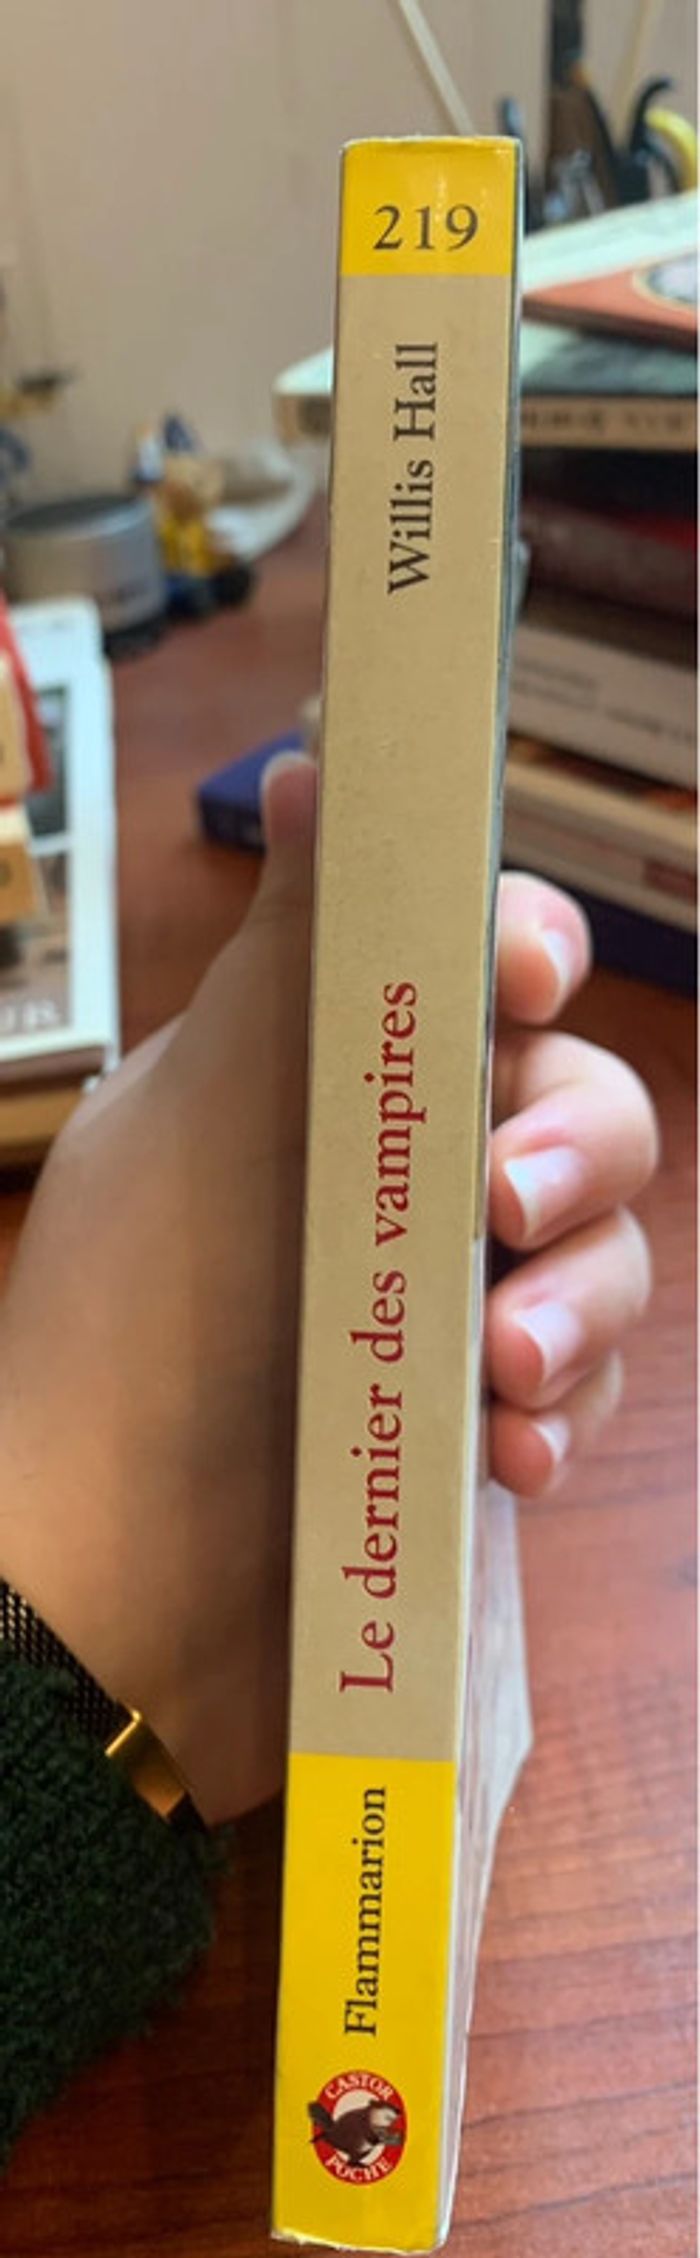 219
Willis Hall
Le dernier des vampires
Flammarion
CASTOR
POCHE